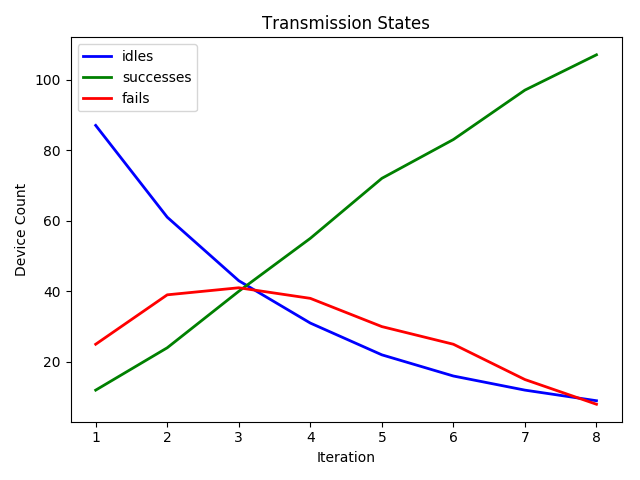 Transmission States
idles
successes
fails
100
80
60
40
20
Device Count
1 2 3 4 5 6 7 8
Iteration